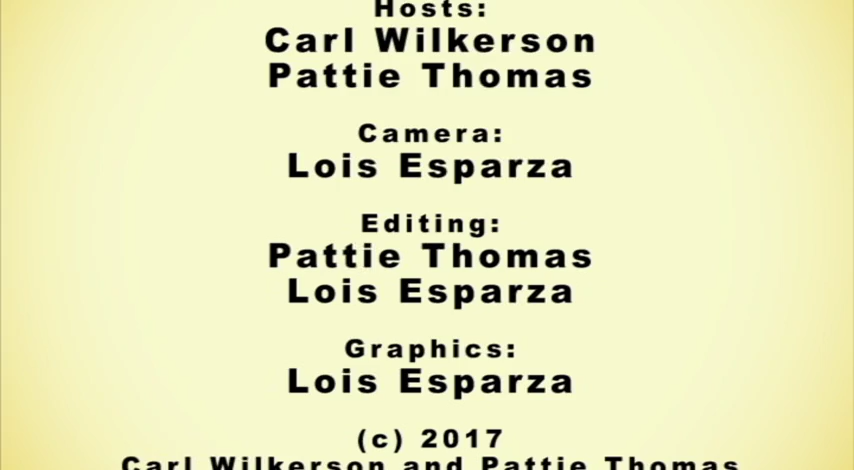 Hosts:
Carl Wilkerson
Pattie Thomas
Camera:
Lois Esparza
Editing:
Pattie Thomas
Lois Esparza
Graphics:
Lois Esparza
(c) 2017
Carl Wilkerson and Pattie Thomas